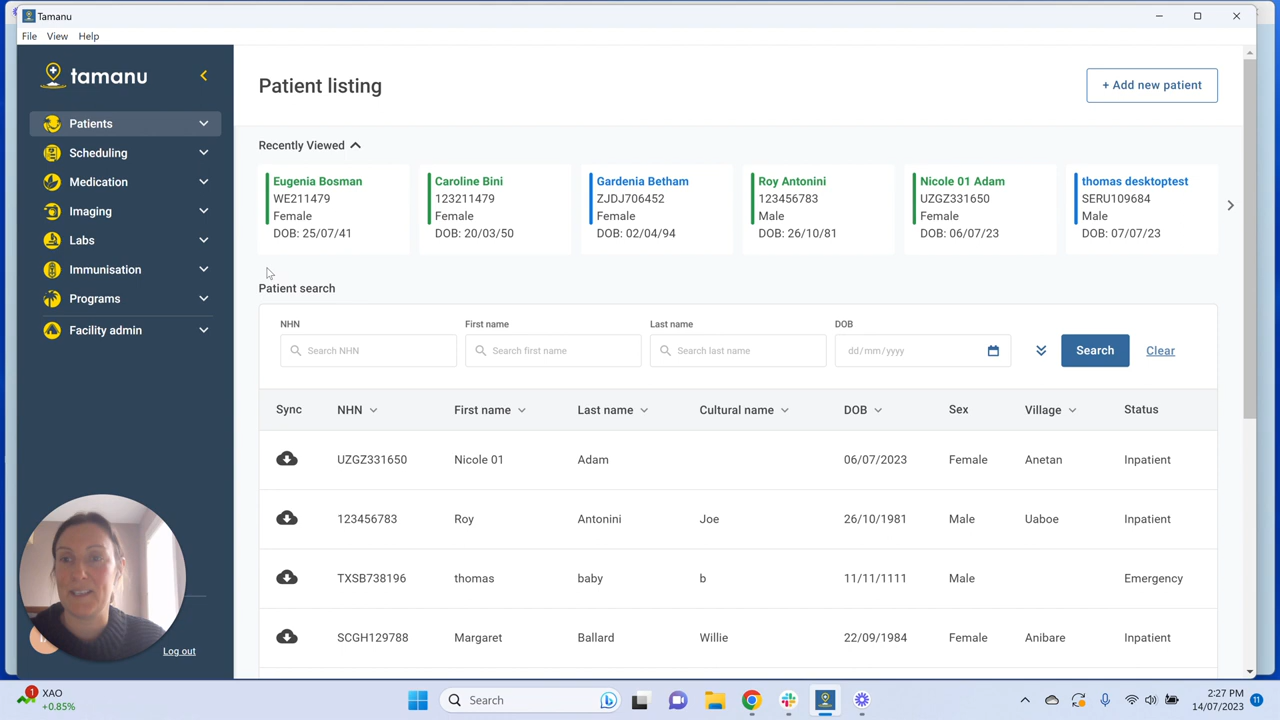 Tamanu
File View Help
tamanu
Patients
Scheduling
Medication
Imaging
Labs
Immunisation
Programs
Facility admin
Log out
Patient listing
+ Add new patient
Recently Viewed
Eugenia Bosman
WE211479
Female
DOB: 25/07/41
Caroline Bini
123211479
Female
DOB: 20/03/50
Gardenia Betham
ZJDJ706452
Female
DOB: 02/04/94
Roy Antonini
123456783
Male
DOB: 26/10/81
Nicole 01 Adam
UZGZ331650
Female
DOB: 06/07/23
thomas desktoptest
SERU109684
Male
DOB: 07/07/23
Patient search
NHN First name Last name DOB
Search NHN Search first name Search last name dd/mm/yyyy Search Clear
Sync NHN First name Last name Cultural name DOB Sex Village Status
UZGZ331650 Nicole 01 Adam 06/07/2023 Female Anetan Inpatient
123456783 Roy Antonini Joe 26/10/1981 Male Uaboe Inpatient
TXSB738196 thomas baby b 11/11/1111 Male Emergency
SCGH129788 Margaret Ballard Willie 22/09/1984 Female Anibare Inpatient
1 XAO
+0.85%
Search
2:27 PM
14/07/2023
11